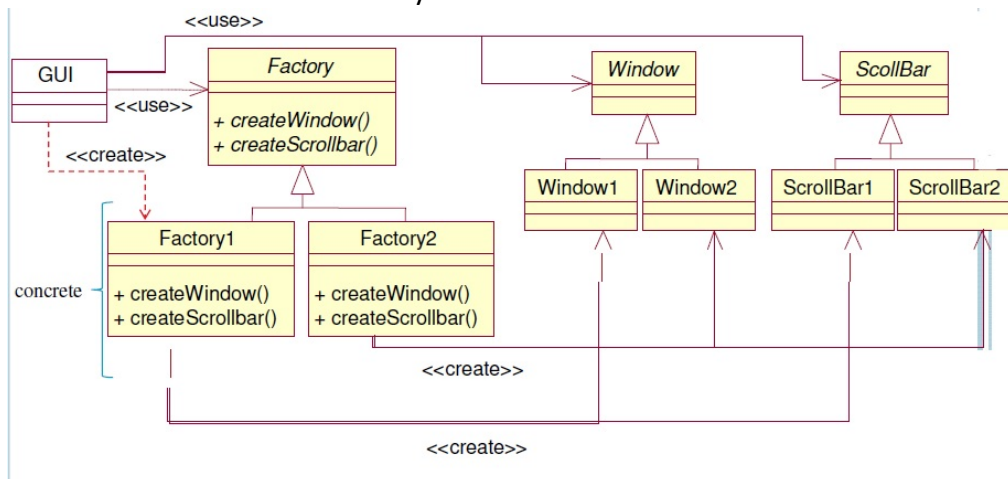 <<use>>
GUI
Factory
Window
ScollBar
<<use>>
+ createWindow()
+ createScrollbar()
<<create>>
Window1
Window2
ScrollBar1
ScrollBar2
Factory1
Factory2
concrete
+ createWindow()
+ createScrollbar()
+ createWindow()
+ createScrollbar()
<<create>>
<<create>>